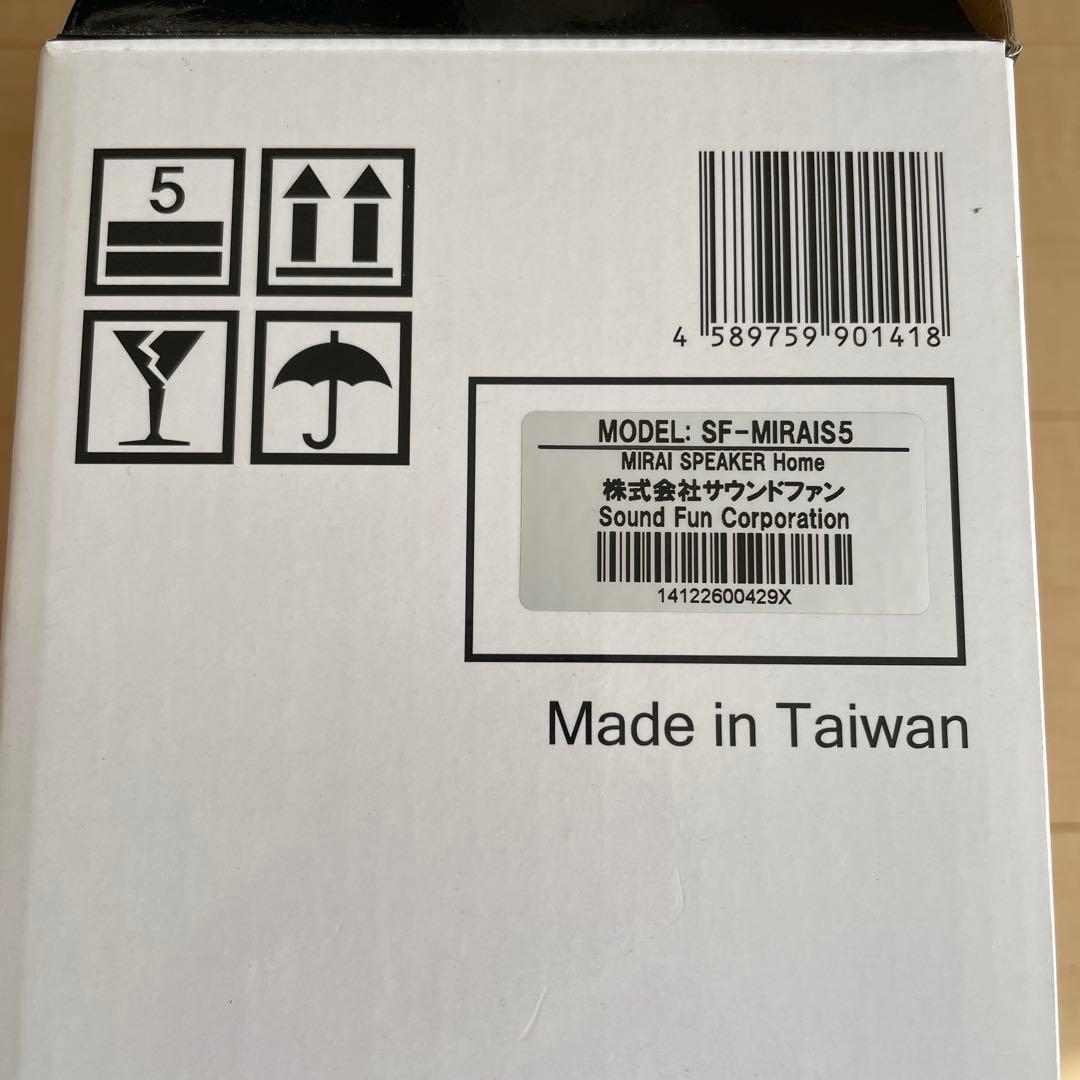 5
4 589759 901418
MODEL: SF-MIRAIS5
MIRAI SPEAKER Home
株式会社サウンドファン
Sound Fun Corporation
14122600429X
Made in Taiwan